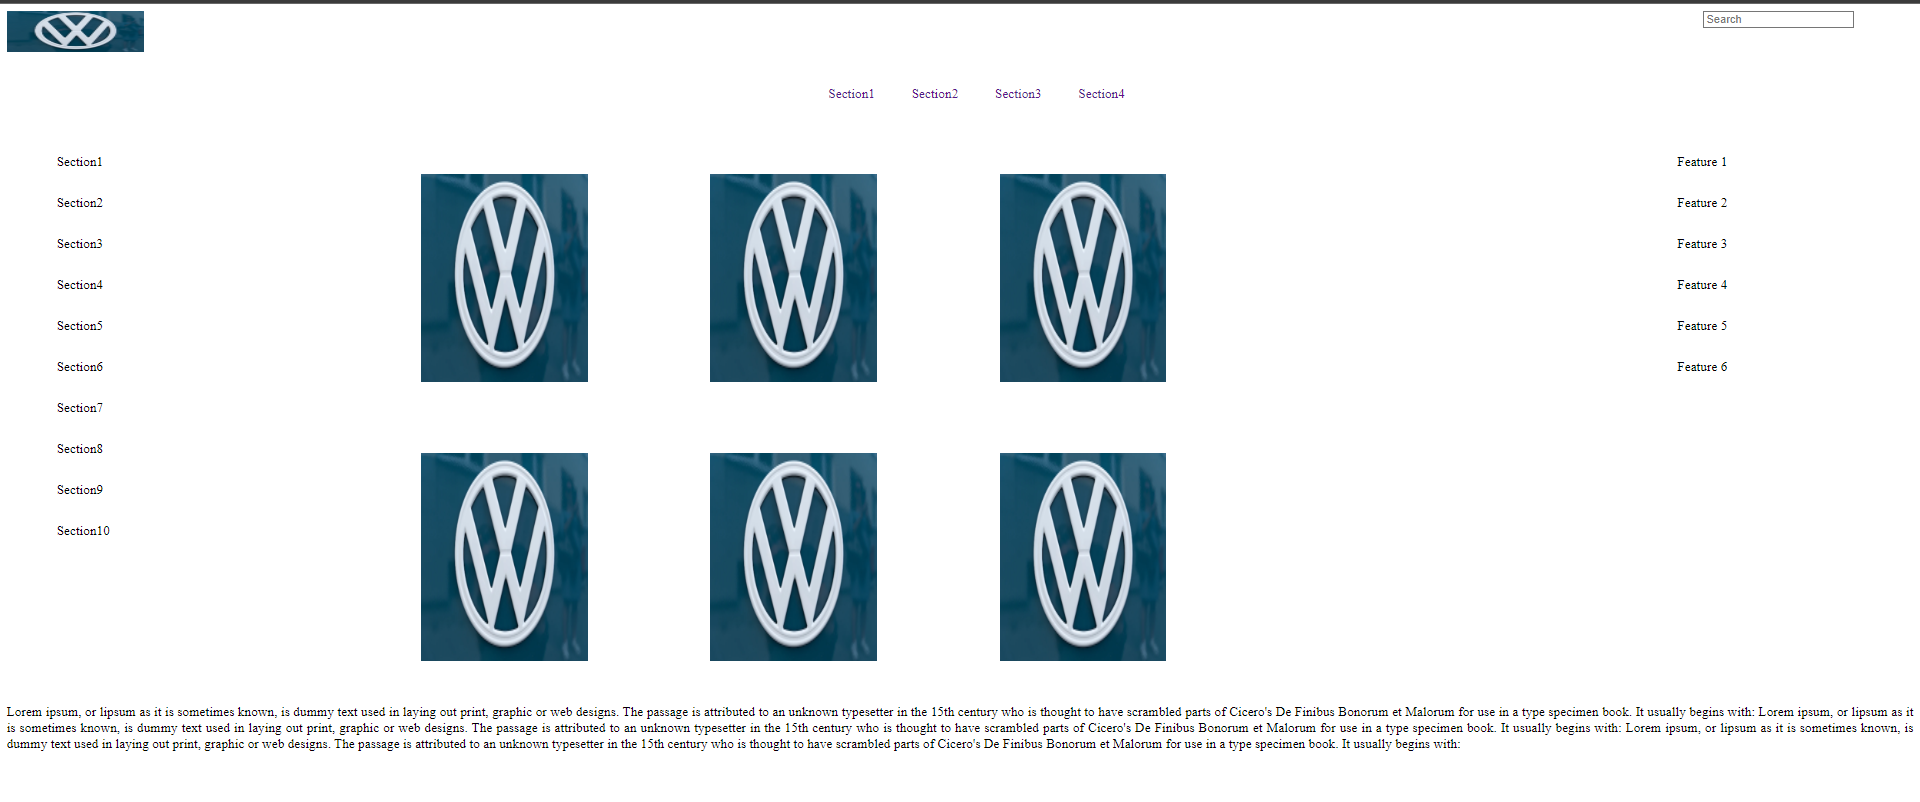 Search
Section1 Section2 Section3 Section4
Section1
Section2
Section3
Section4
Section5
Section6
Section7
Section8
Section9
Section10
Feature 1
Feature 2
Feature 3
Feature 4
Feature 5
Feature 6
Lorem ipsum, or lipsum as it is sometimes known, is dummy text used in laying out print, graphic or web designs. The passage is attributed to an unknown typesetter in the 15th century who is thought to have scrambled parts of Cicero's De Finibus Bonorum et Malorum for use in a type specimen book. It usually begins with: Lorem ipsum, or lipsum as it
is sometimes known, is dummy text used in laying out print, graphic or web designs. The passage is attributed to an unknown typesetter in the 15th century who is thought to have scrambled parts of Cicero's De Finibus Bonorum et Malorum for use in a type specimen book. It usually begins with: Lorem ipsum, or lipsum as it is sometimes known, is
dummy text used in laying out print, graphic or web designs. The passage is attributed to an unknown typesetter in the 15th century who is thought to have scrambled parts of Cicero's De Finibus Bonorum et Malorum for use in a type specimen book. It usually begins with: